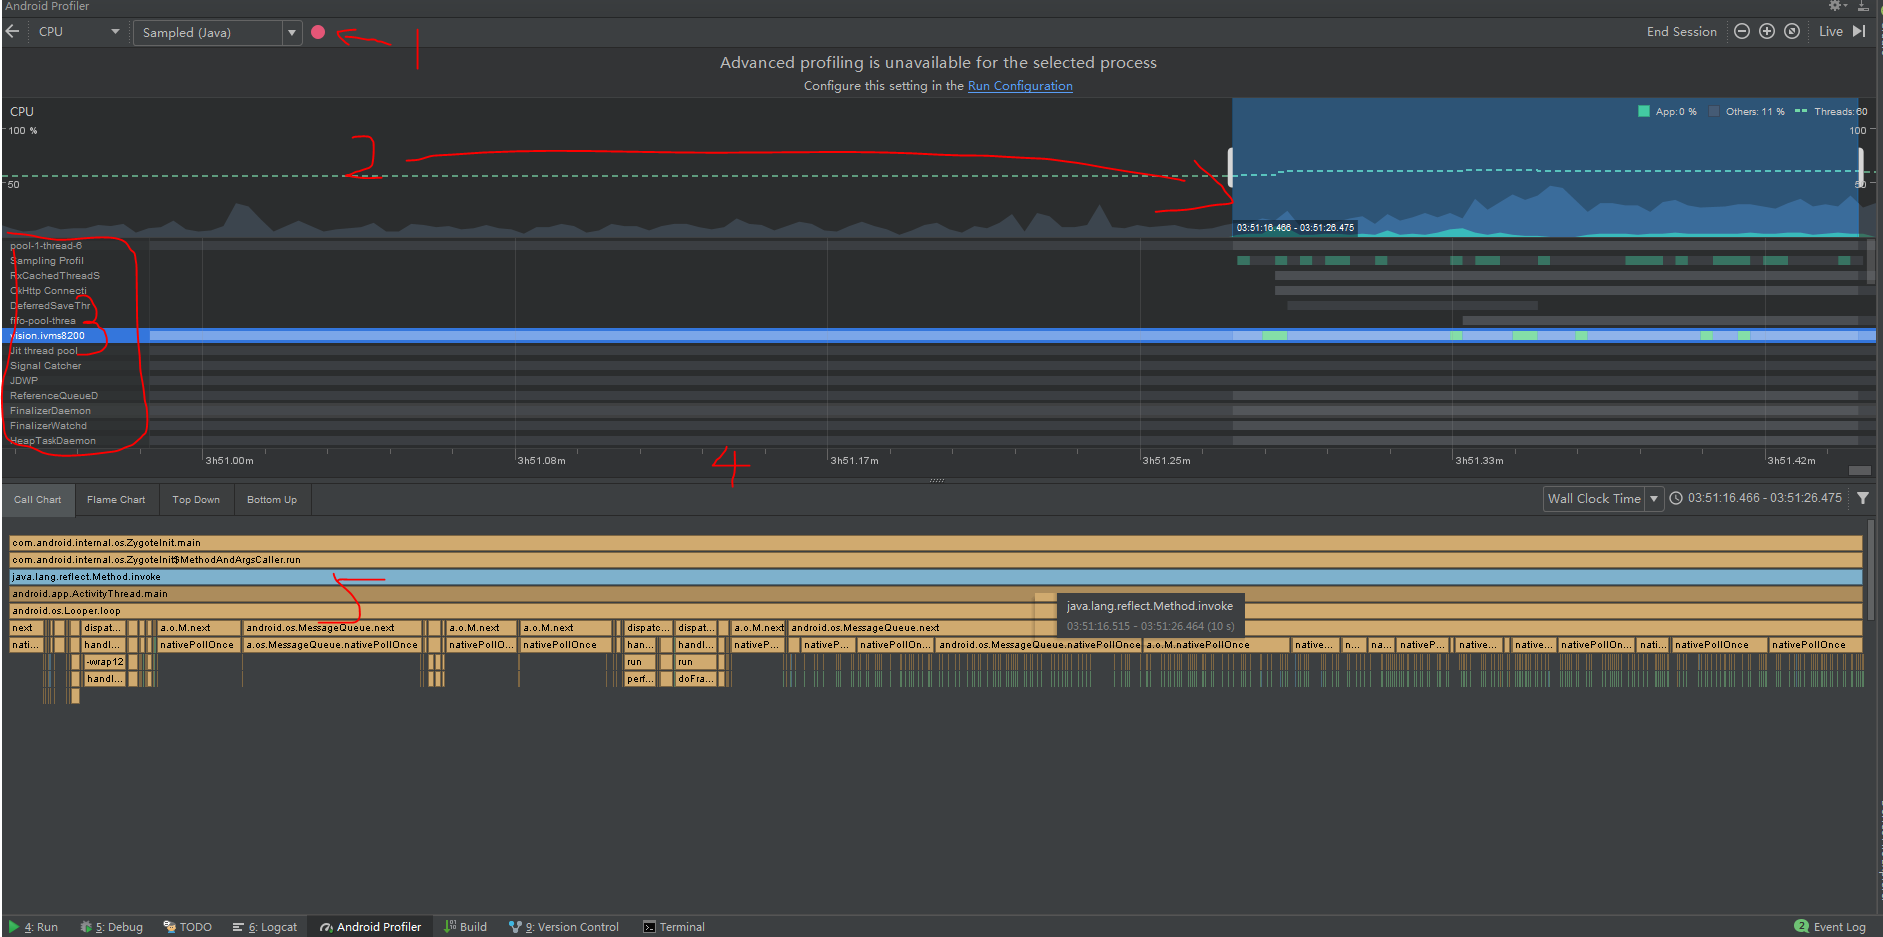 Android Profiler
CPU
Sampled (Java)
1
End Session
Live
Advanced profiling is unavailable for the selected process
Configure this setting in the Run Configuration
CPU
App: 0 %
Others: 11 %
Threads: 60
100 %
100
2
50
50
03:51:16.466 - 03:51:26.475
pool-1-thread-6
Sampling Profil
RxCachedThreadS
OkHttp Connecti
DeferredSaveThr
fifo-pool-threa
3
vision.ivms8200
Jit thread pool
Signal Catcher
JDWP
ReferenceQueueD
FinalizerDaemon
FinalizerWatchd
HeapTaskDaemon
3h51.00m
3h51.08m
4
3h51.17m
3h51.25m
3h51.33m
3h51.42m
Call Chart
Flame Chart
Top Down
Bottom Up
Wall Clock Time
03:51:16.466 - 03:51:26.475
com.android.internal.os.ZygoteInit.main
com.android.internal.os.ZygoteInit$MethodAndArgsCaller.run
java.lang.reflect.Method.invoke
5
android.app.ActivityThread.main
android.os.Looper.loop
java.lang.reflect.Method.invoke
03:51:16.515 - 03:51:26.464 (10 s)
next dispat... a.o.M.next android.os.MessageQueue.next a.o.M.next a.o.M.next dispatc... dispat... a.o.M.next android.os.MessageQueue.next
nati... handl... nativePollOnce a.os.MessageQueue.nativePollOnce nativePollO... nativePollOnce han... handl... nativeP... nativeP... nativePollOn... android.os.MessageQueue.nativePollOnce a.o.M.nativePollOnce native... n... na... nativeP... native... native... nativePollOn... nati... nativePollOnce nativePollOnce
-wrap12 run run
handl... perf... doFra...
4: Run
5: Debug
TODO
6: Logcat
Android Profiler
Build
9: Version Control
Terminal
2 Event Log